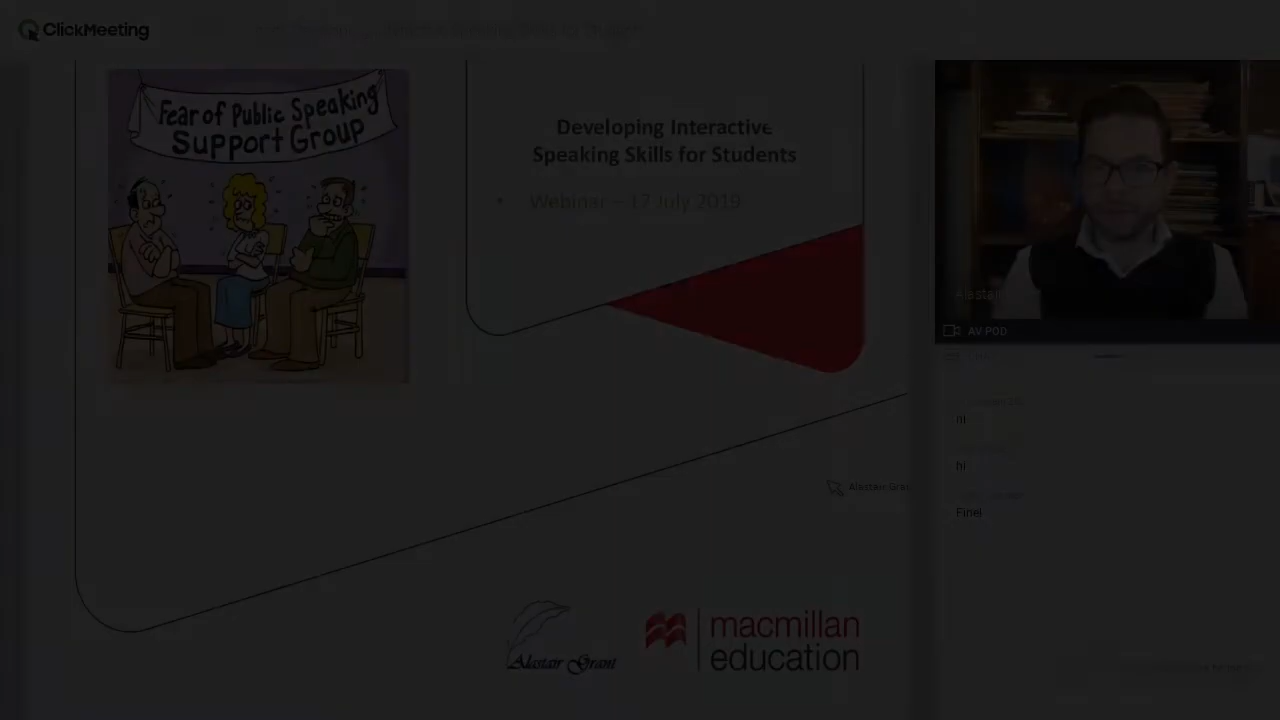 ClickMeeting
Fear of Public Speaking
Support Group
Developing Interactive
Speaking Skills for Students
• Webinar – 17 July 2019
Alastair
AV POD
hi
hi
Fine!
Alastair Grant
macmillan
education